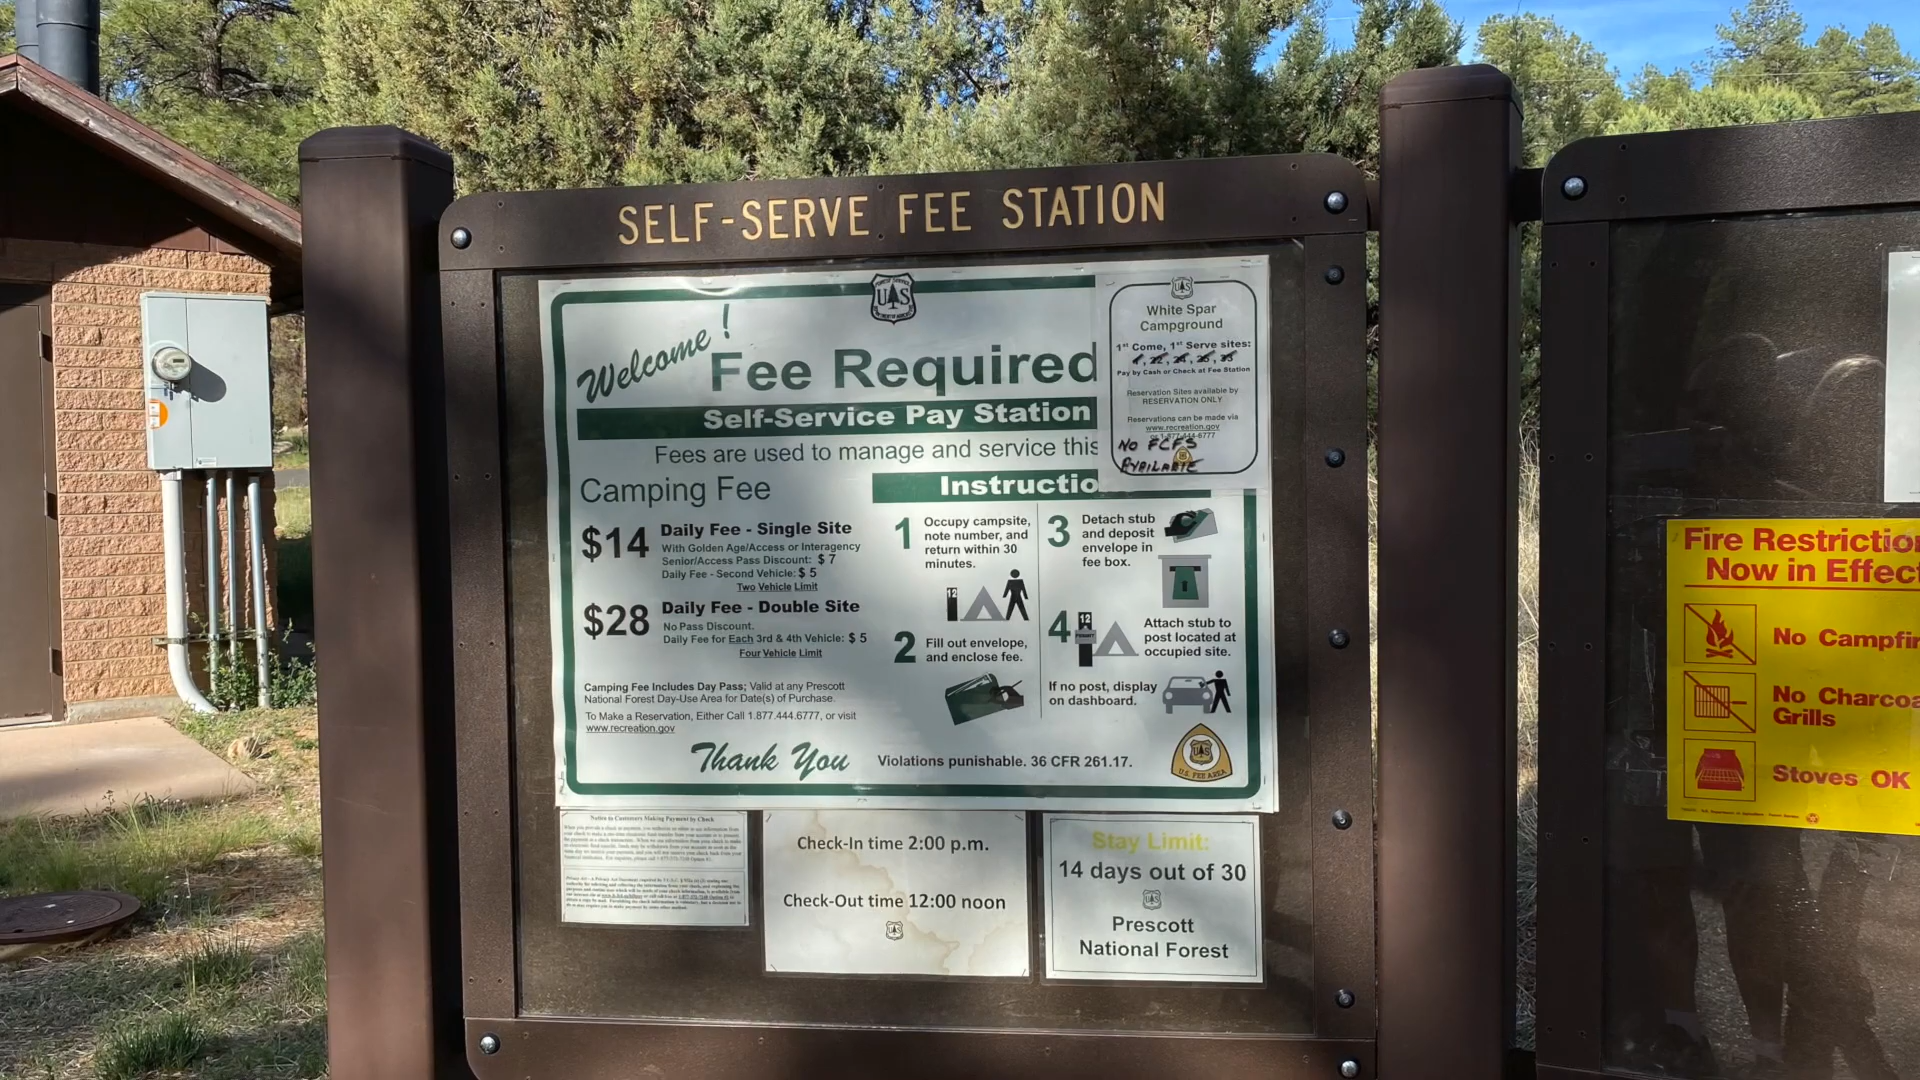 SELF-SERVE FEE STATION
Welcome!
Fee Required
Self-Service Pay Station
Fees are used to manage and service this
Camping Fee
$14 Daily Fee - Single Site
With Golden Age/Access or Interagency
Senior/Access Pass Discount: $ 7
Daily Fee - Second Vehicle: $ 5
Two Vehicle Limit
$28 Daily Fee - Double Site
No Pass Discount.
Daily Fee for Each 3rd & 4th Vehicle: $ 5
Four Vehicle Limit
Camping Fee Includes Day Pass; Valid at any Prescott
National Forest Day-Use Area for Date(s) of Purchase.
To Make a Reservation, Either Call 1.877.444.6777, or visit
www.recreation.gov
Instructio
1 Occupy campsite,
note number, and
return within 30
minutes.
12
2 Fill out envelope,
and enclose fee.
3 Detach stub
and deposit
envelope in
fee box.
4 Attach stub to
post located at
occupied site.
12
If no post, display
on dashboard.
Thank You
Violations punishable. 36 CFR 261.17.
U.S. FEE AREA
US
White Spar
Campground
1st Come, 1st Serve sites:
Pay by Cash or Check at Fee Station
Reservation Sites available by
RESERVATION ONLY
Reservations can be made via
www.recreation.gov
NO FCFS
AVAILABLE
Notice to Customers Making Payment by Check
Check-In time 2:00 p.m.
Check-Out time 12:00 noon
Stay Limit:
14 days out of 30
Prescott
National Forest
Fire Restriction
Now in Effect
No Campfir
No Charcoa
Grills
Stoves OK